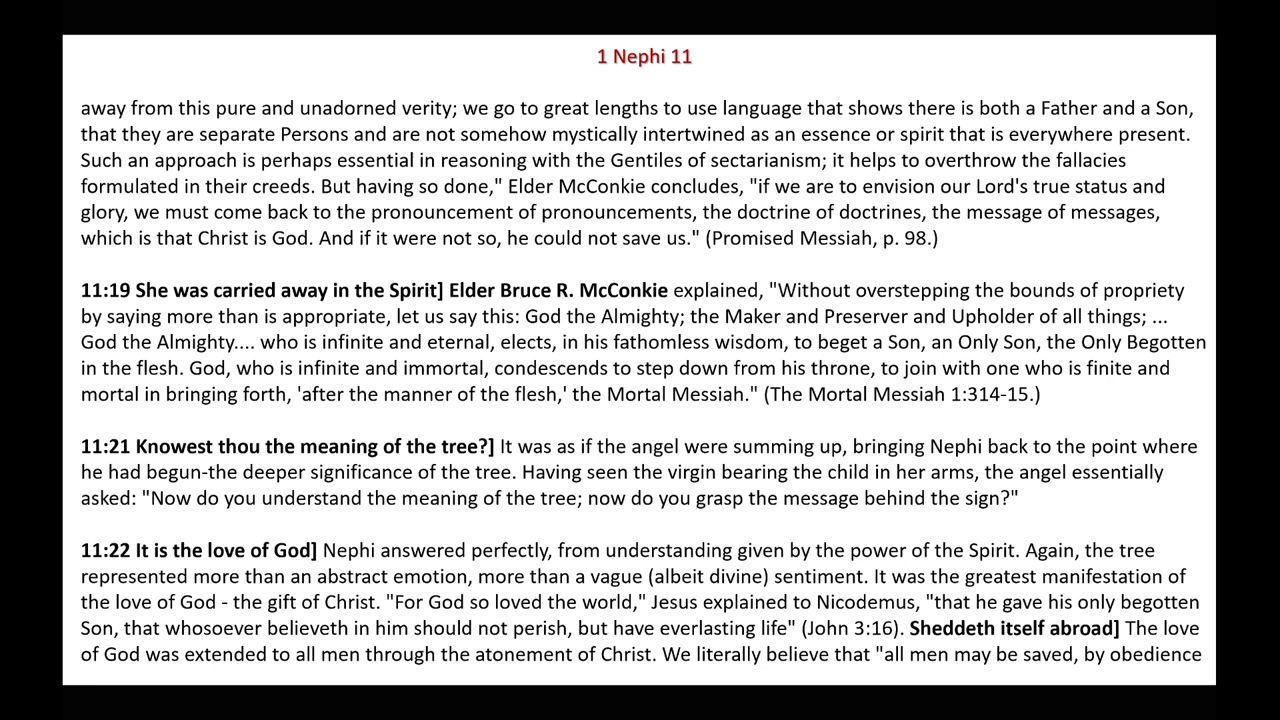 1 Nephi 11
away from this pure and unadorned verity; we go to great lengths to use language that shows there is both a Father and a Son,
that they are separate Persons and are not somehow mystically intertwined as an essence or spirit that is everywhere present.
Such an approach is perhaps essential in reasoning with the Gentiles of sectarianism; it helps to overthrow the fallacies
formulated in their creeds. But having so done," Elder McConkie concludes, "if we are to envision our Lord's true status and
glory, we must come back to the pronouncement of pronouncements, the doctrine of doctrines, the message of messages,
which is that Christ is God. And if it were not so, he could not save us." (Promised Messiah, p. 98.)
11:19 She was carried away in the Spirit] Elder Bruce R. McConkie explained, "Without overstepping the bounds of propriety
by saying more than is appropriate, let us say this: God the Almighty; the Maker and Preserver and Upholder of all things; ...
God the Almighty.... who is infinite and eternal, elects, in his fathomless wisdom, to beget a Son, an Only Son, the Only Begotten
in the flesh. God, who is infinite and immortal, condescends to step down from his throne, to join with one who is finite and
mortal in bringing forth, 'after the manner of the flesh,' the Mortal Messiah." (The Mortal Messiah 1:314-15.)
11:21 Knowest thou the meaning of the tree?] It was as if the angel were summing up, bringing Nephi back to the point where
he had begun-the deeper significance of the tree. Having seen the virgin bearing the child in her arms, the angel essentially
asked: "Now do you understand the meaning of the tree; now do you grasp the message behind the sign?"
11:22 It is the love of God] Nephi answered perfectly, from understanding given by the power of the Spirit. Again, the tree
represented more than an abstract emotion, more than a vague (albeit divine) sentiment. It was the greatest manifestation of
the love of God - the gift of Christ. "For God so loved the world," Jesus explained to Nicodemus, "that he gave his only begotten
Son, that whosoever believeth in him should not perish, but have everlasting life" (John 3:16). Sheddeth itself abroad] The love
of God was extended to all men through the atonement of Christ. We literally believe that "all men may be saved, by obedience